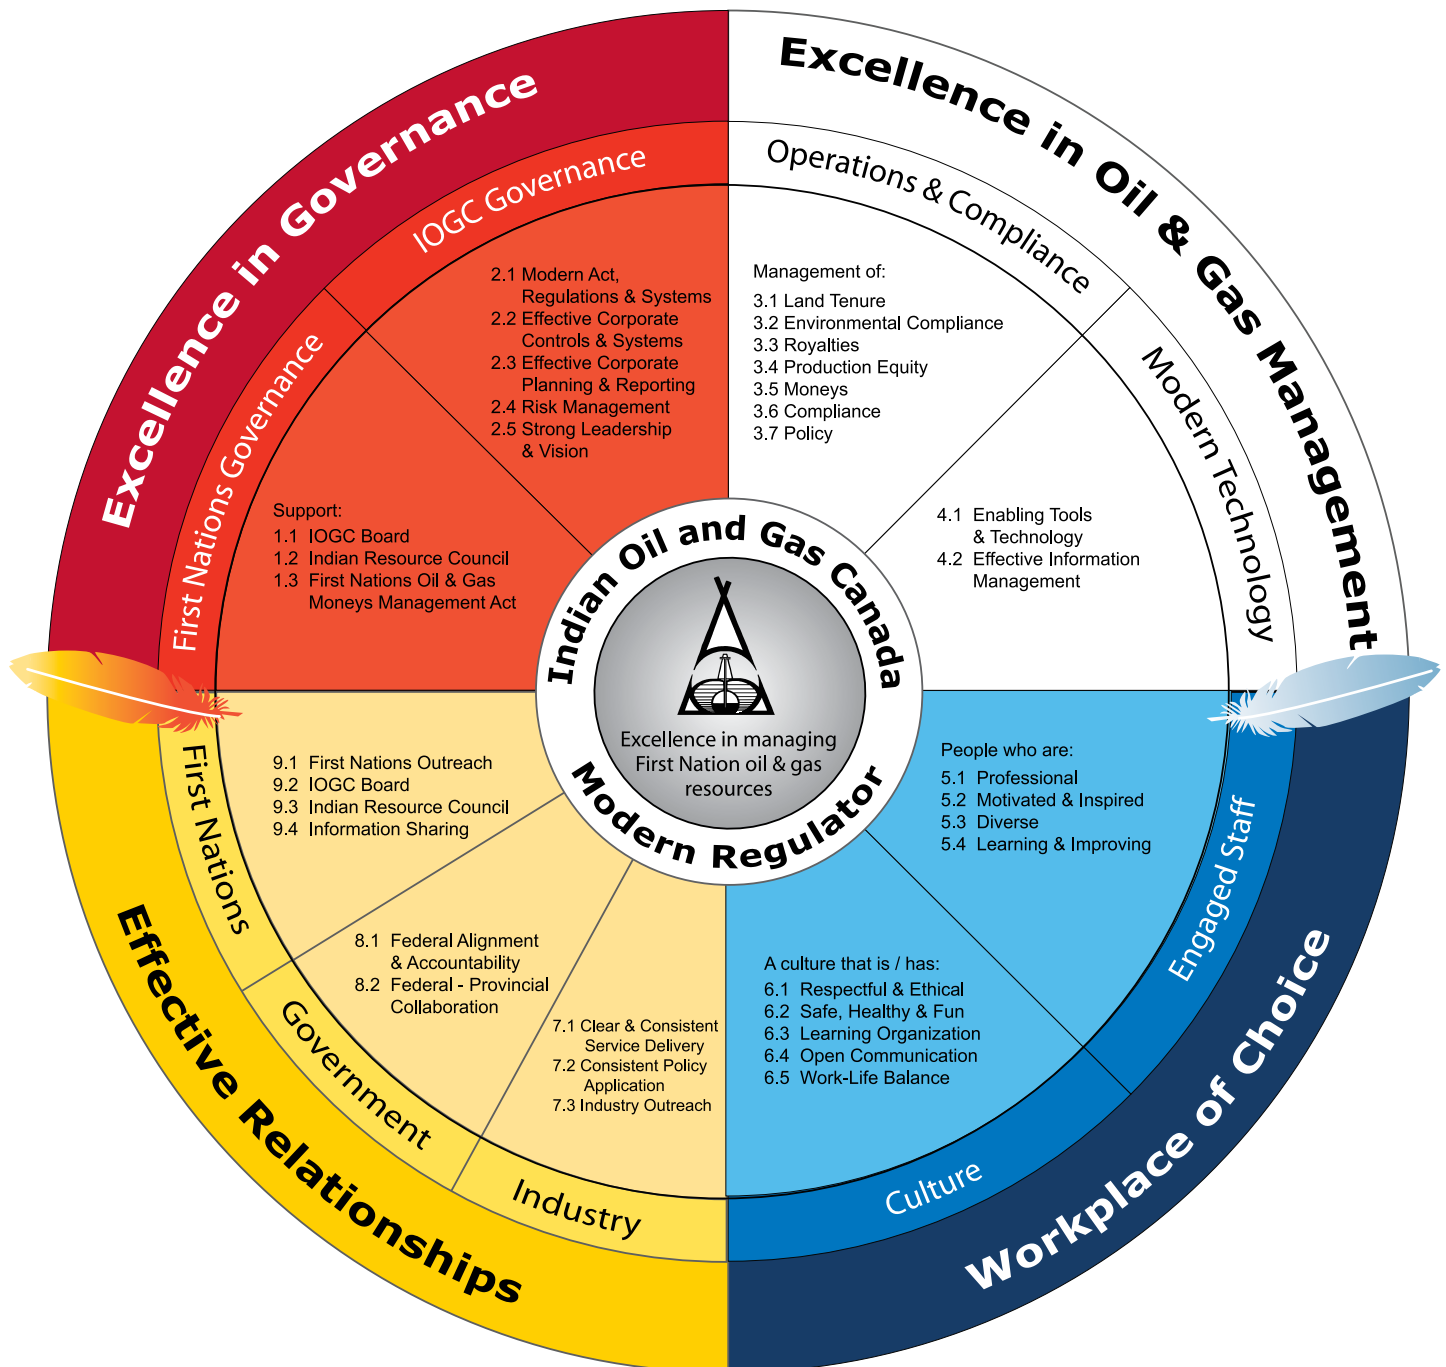 Excellence in Governance
Excellence in Oil & Gas Management
IOGC Governance
Operations & Compliance
First Nations Governance
Modern Technology
2.1 Modern Act,
Regulations & Systems
2.2 Effective Corporate
Controls & Systems
2.3 Effective Corporate
Planning & Reporting
2.4 Risk Management
2.5 Strong Leadership
& Vision
Management of:
3.1 Land Tenure
3.2 Environmental Compliance
3.3 Royalties
3.4 Production Equity
3.5 Moneys
3.6 Compliance
3.7 Policy
Support:
1.1 IOGC Board
1.2 Indian Resource Council
1.3 First Nations Oil & Gas
Moneys Management Act
4.1 Enabling Tools
& Technology
4.2 Effective Information
Management
Indian Oil and Gas Canada
Excellence in managing
First Nation oil & gas
resources
Modern Regulator
9.1 First Nations Outreach
9.2 IOGC Board
9.3 Indian Resource Council
9.4 Information Sharing
First Nations
People who are:
5.1 Professional
5.2 Motivated & Inspired
5.3 Diverse
5.4 Learning & Improving
Engaged Staff
8.1 Federal Alignment
& Accountability
8.2 Federal - Provincial
Collaboration
Government
7.1 Clear & Consistent
Service Delivery
7.2 Consistent Policy
Application
7.3 Industry Outreach
Industry
A culture that is / has:
6.1 Respectful & Ethical
6.2 Safe, Healthy & Fun
6.3 Learning Organization
6.4 Open Communication
6.5 Work-Life Balance
Culture
Effective Relationships
Workplace of Choice